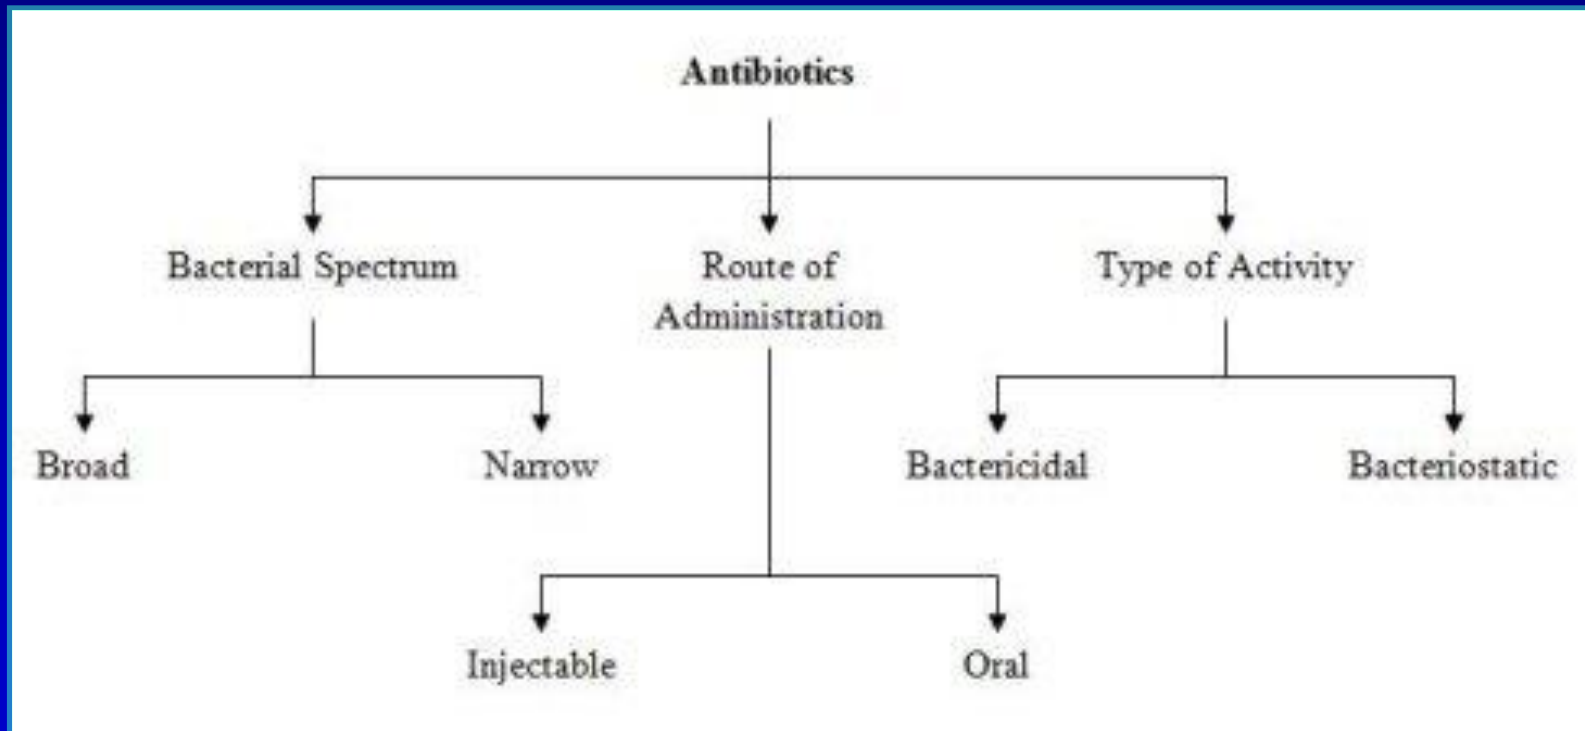 Antibiotics
Bacterial Spectrum
Route of
Administration
Type of Activity
Broad
Narrow
Bactericidal
Bacteriostatic
Injectable
Oral